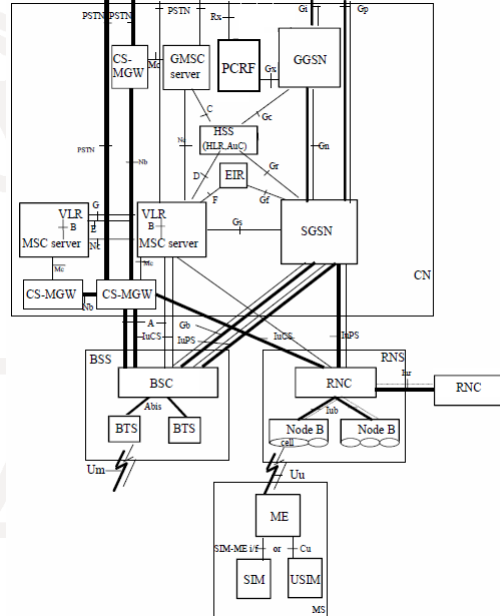 PSTN PSTN PSTN Rx Gi Gp
CS-
MGW
Mc
GMSC
server
PCRF
Gx
GGSN
C
Gc
HSS
(HLR,AuC)
PSTN
Nb
Nc
Gn
D
EIR
Gr
F
Gf
VLR
G
B
E
MSC server
Nc
VLR
B
MSC server
Gs
SGSN
Mc
Mc
CN
CS-MGW
Nb
CS-MGW
A
IuCS
Gb
IuPS
IuCS
IuPS
BSS
RNS
BSC
RNC
Iur
RNC
Abis
Iub
BTS
BTS
Node B
cell
Node B
Um
Uu
ME
SIM-ME i/f or Cu
SIM
USIM
MS